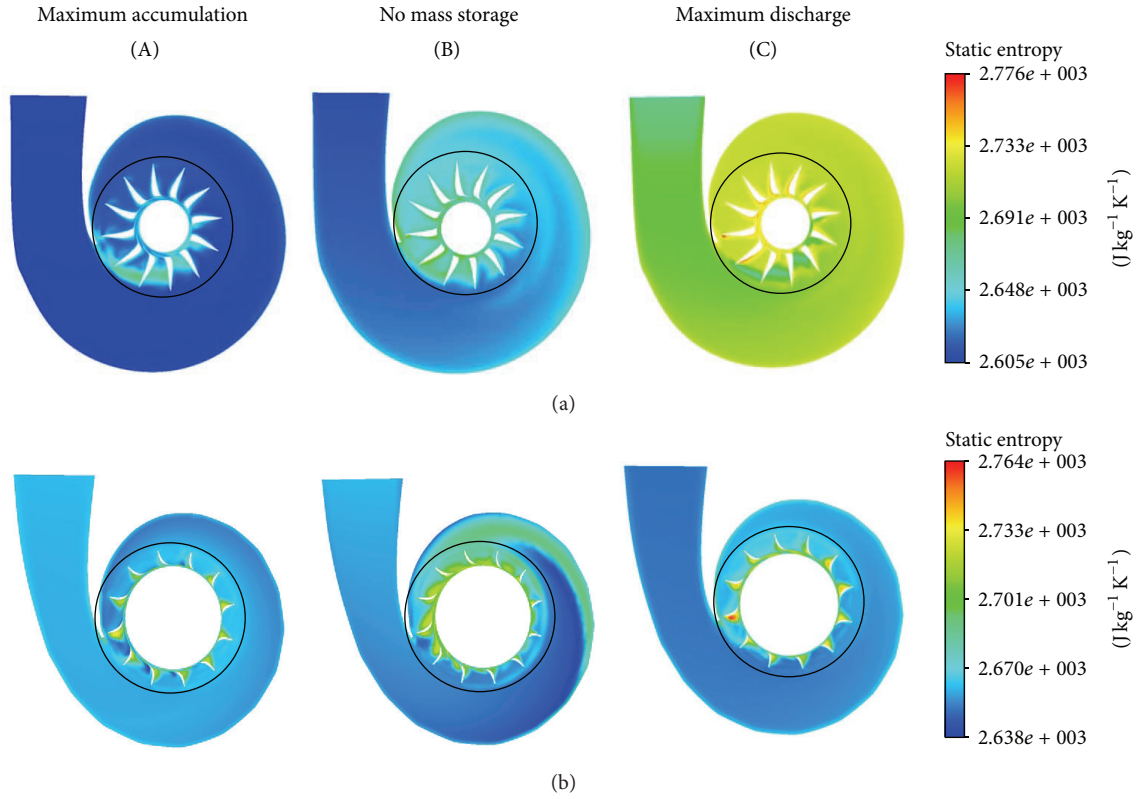 Maximum accumulation No mass storage Maximum discharge
(A) (B) (C)
Static entropy
2.776e + 003
2.733e + 003
2.691e + 003
2.648e + 003
2.605e + 003
(J kg⁻¹ K⁻¹)
(a)
Static entropy
2.764e + 003
2.733e + 003
2.701e + 003
2.670e + 003
2.638e + 003
(J kg⁻¹ K⁻¹)
(b)